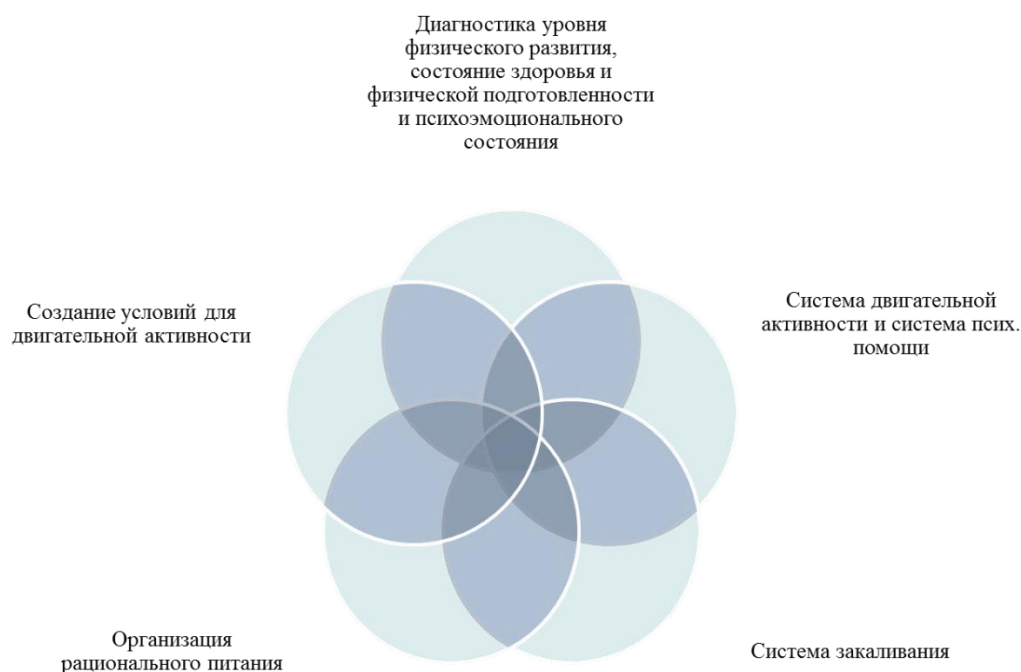 Диагностика уровня
физического развития,
состояние здоровья и
физической подготовленности
и психоэмоционального
состояния
Создание условий для
двигательной активности
Система двигательной
активности и система псих.
помощи
Организация
рационального питания
Система закаливания